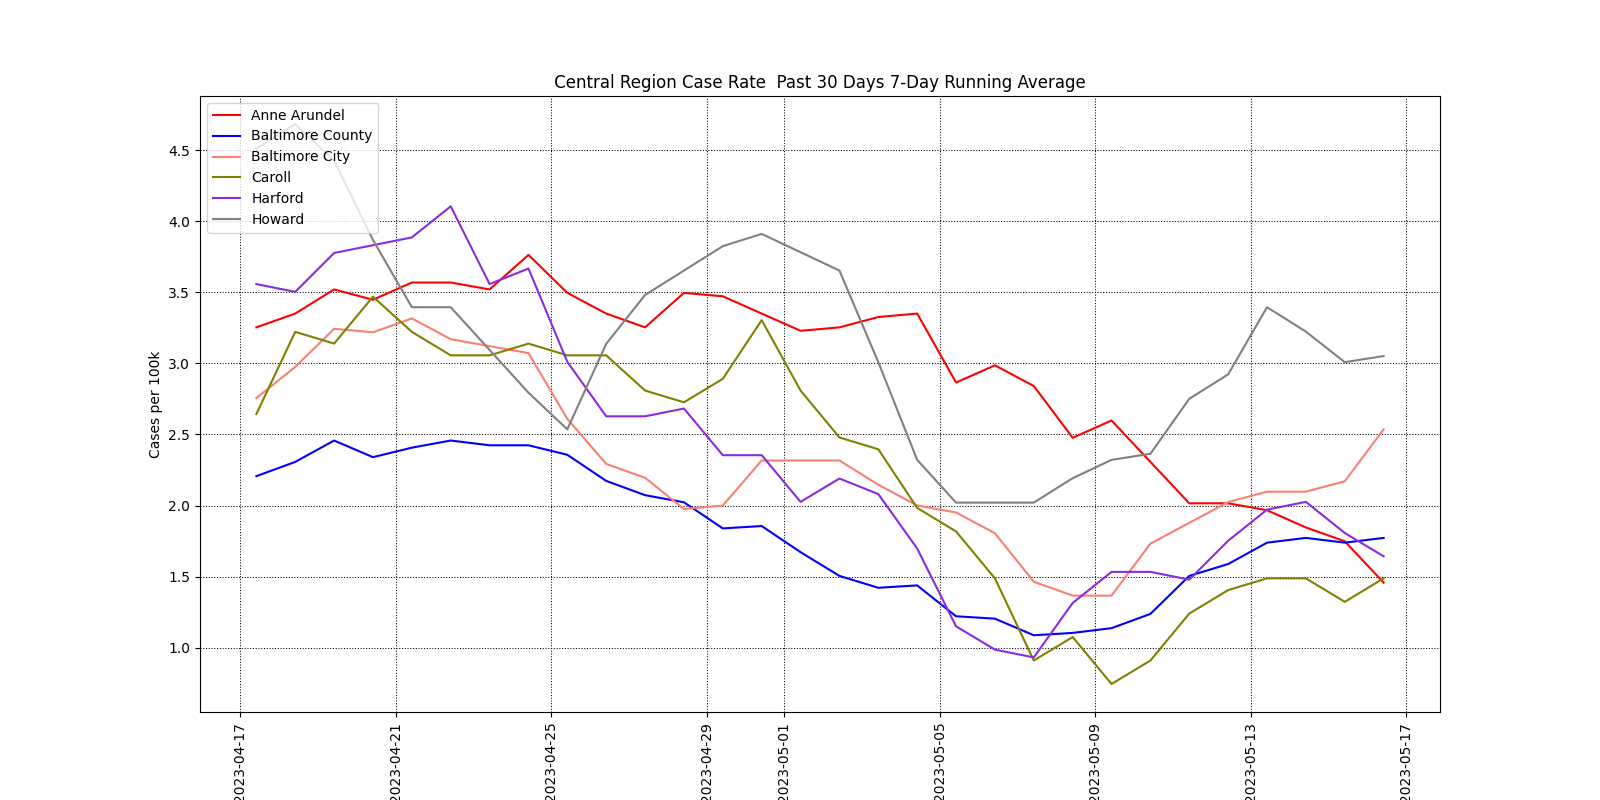 Central Region Case Rate  Past 30 Days 7-Day Running Average
Anne Arundel
Baltimore County
Baltimore City
Caroll
Harford
Howard
Cases per 100k
4.5
4.0
3.5
3.0
2.5
2.0
1.5
1.0
2023-04-17
2023-04-21
2023-04-25
2023-04-29
2023-05-01
2023-05-05
2023-05-09
2023-05-13
2023-05-17